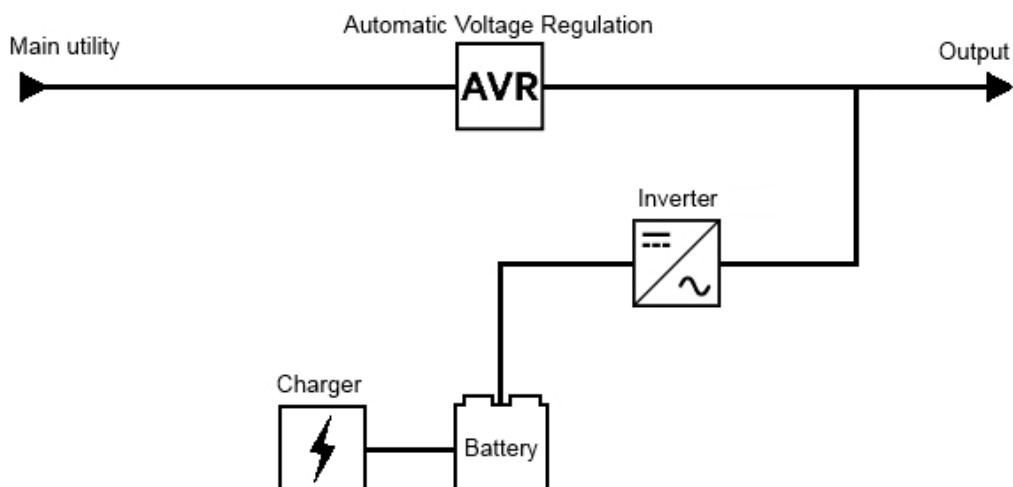 Automatic Voltage Regulation
Main utility
Output
AVR
Inverter
Charger
Battery